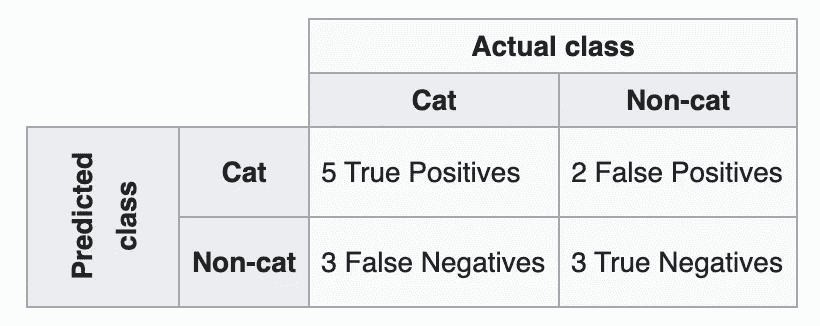 Actual class
Cat
Non-cat
Predicted
class
Cat
5 True Positives
2 False Positives
Non-cat
3 False Negatives
3 True Negatives